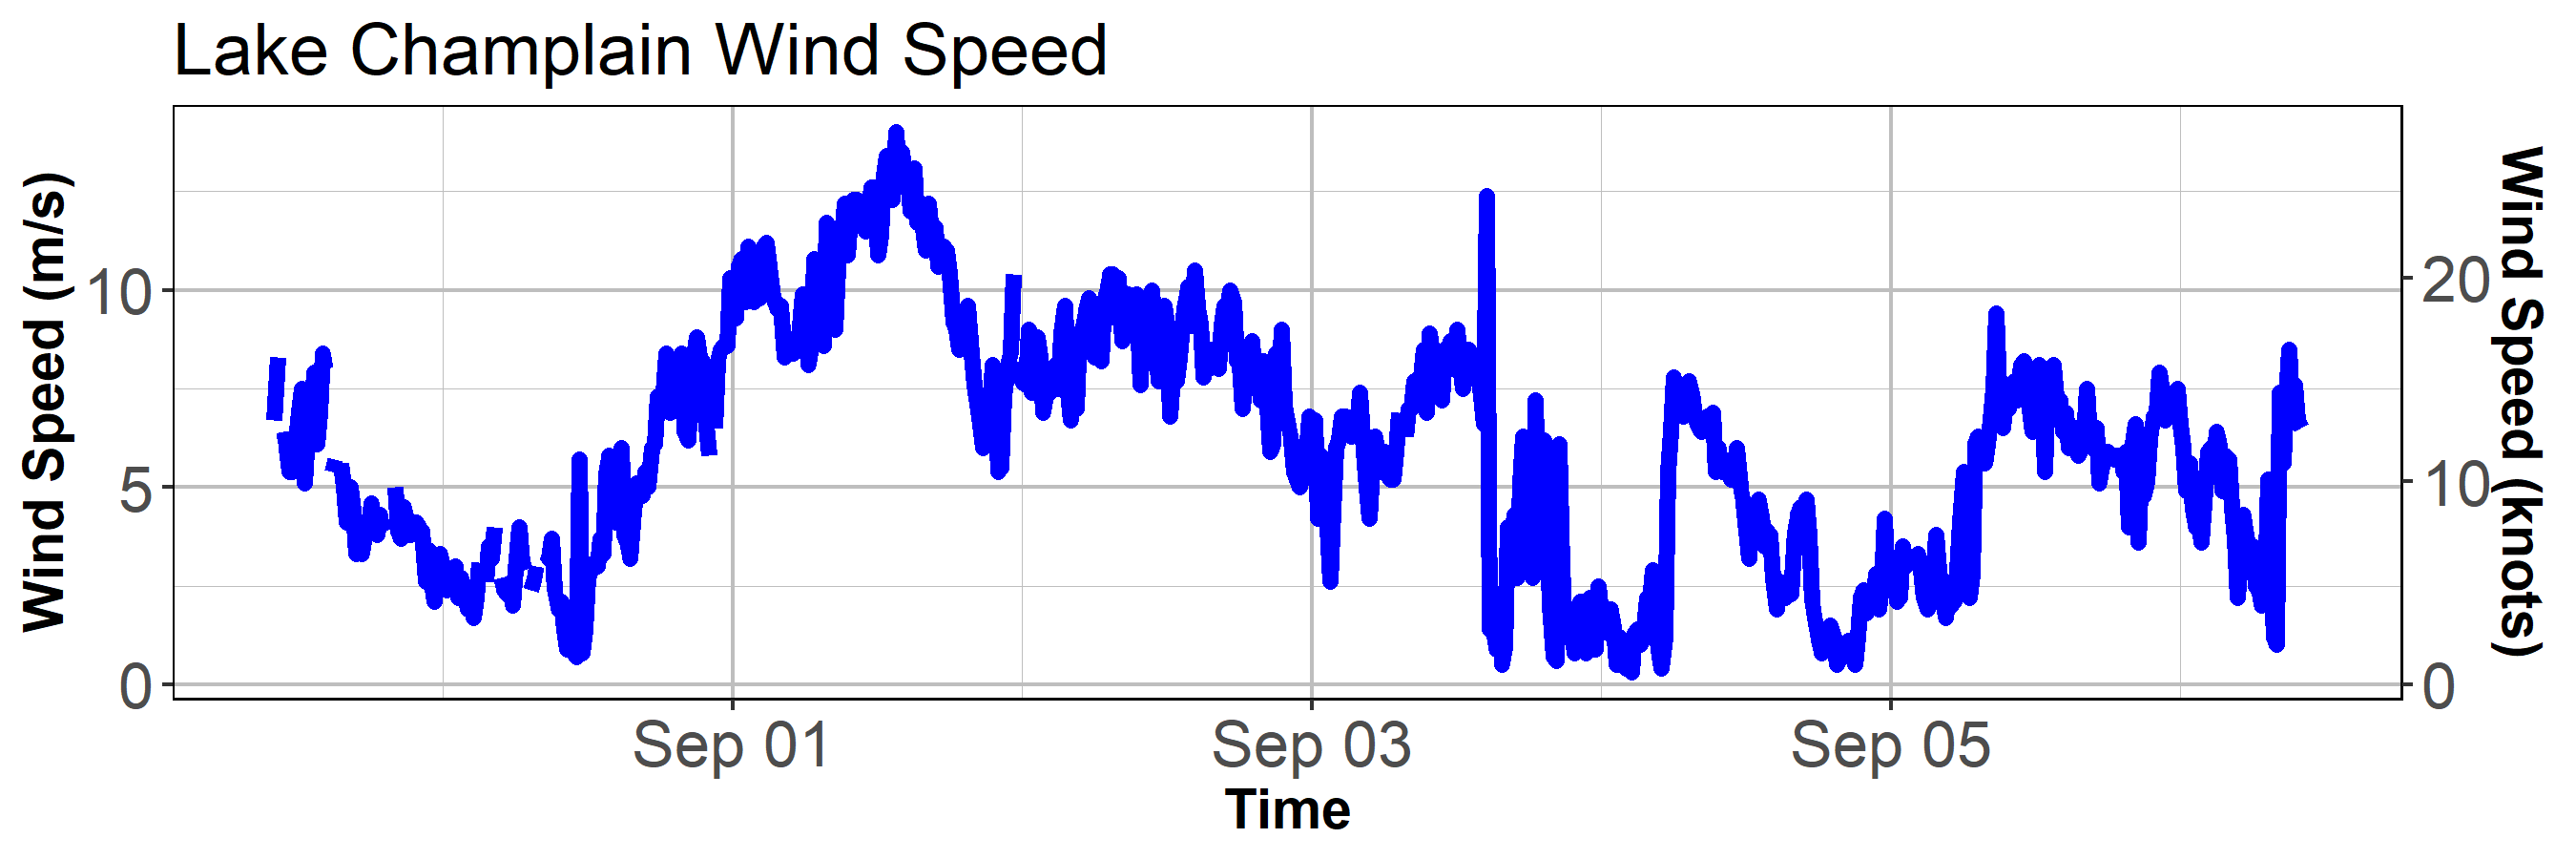 Lake Champlain Wind Speed
Wind Speed (m/s)
10
5
0
20
10
0
Wind Speed (knots)
Sep 01
Sep 03
Sep 05
Time